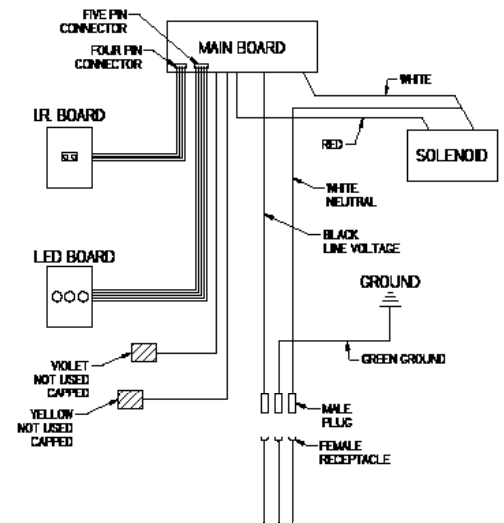 FIVE PIN
CONNECTOR
MAIN BOARD
FOUR PIN
CONNECTOR
WHITE
I.R. BOARD
RED
SOLENOID
WHITE
NEUTRAL
BLACK
LINE VOLTAGE
LED BOARD
GROUND
VIOLET
NOT USED
CAPPED
GREEN GROUND
YELLOW
NOT USED
CAPPED
MALE
PLUG
FEMALE
RECEPTACLE